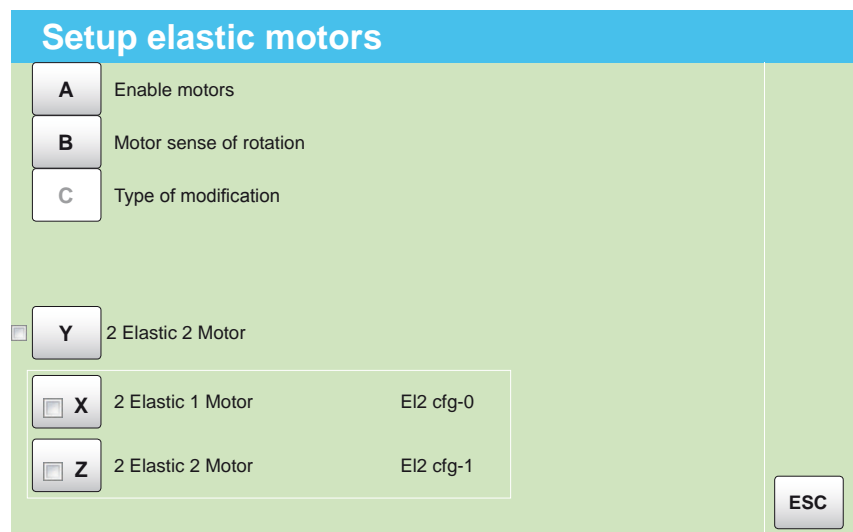 Setup elastic motors
A Enable motors
B Motor sense of rotation
C Type of modification
Y 2 Elastic 2 Motor
X 2 Elastic 1 Motor El2 cfg-0
Z 2 Elastic 2 Motor El2 cfg-1
ESC